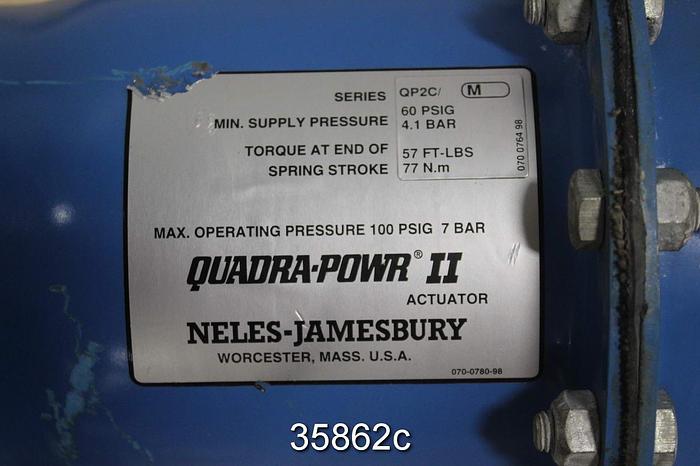 SERIES QP2C/ M
MIN. SUPPLY PRESSURE 60 PSIG
4.1 BAR
TORQUE AT END OF 57 FT-LBS
SPRING STROKE 77 N.m
070 0764 98
MAX. OPERATING PRESSURE 100 PSIG 7 BAR
QUADRA-POWR® II
ACTUATOR
NELES-JAMESBURY
WORCESTER, MASS. U.S.A.
070-0780-98
35862c